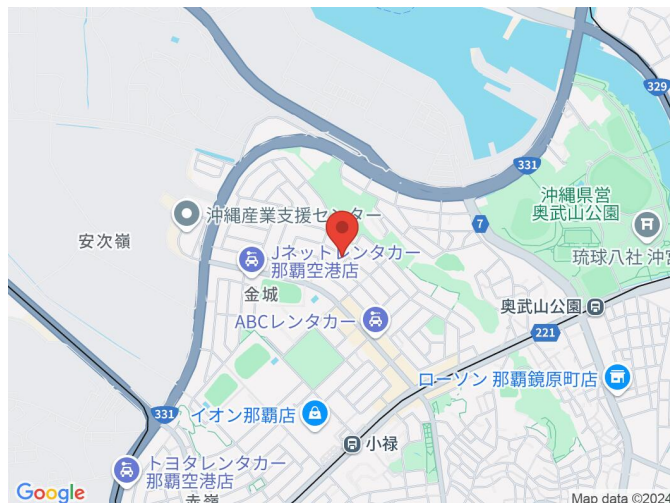 329
331
沖縄県営
奥武山公園
沖縄産業支援センター
7
安次嶺
琉球八社 沖宮
Jネットレンタカー
那覇空港店
金城
奥武山公園
ABCレンタカー
221
ローソン 那覇鏡原町店
331
イオン那覇店
小禄
トヨタレンタカー
那覇空港店
赤嶺
Google
Map data ©2024